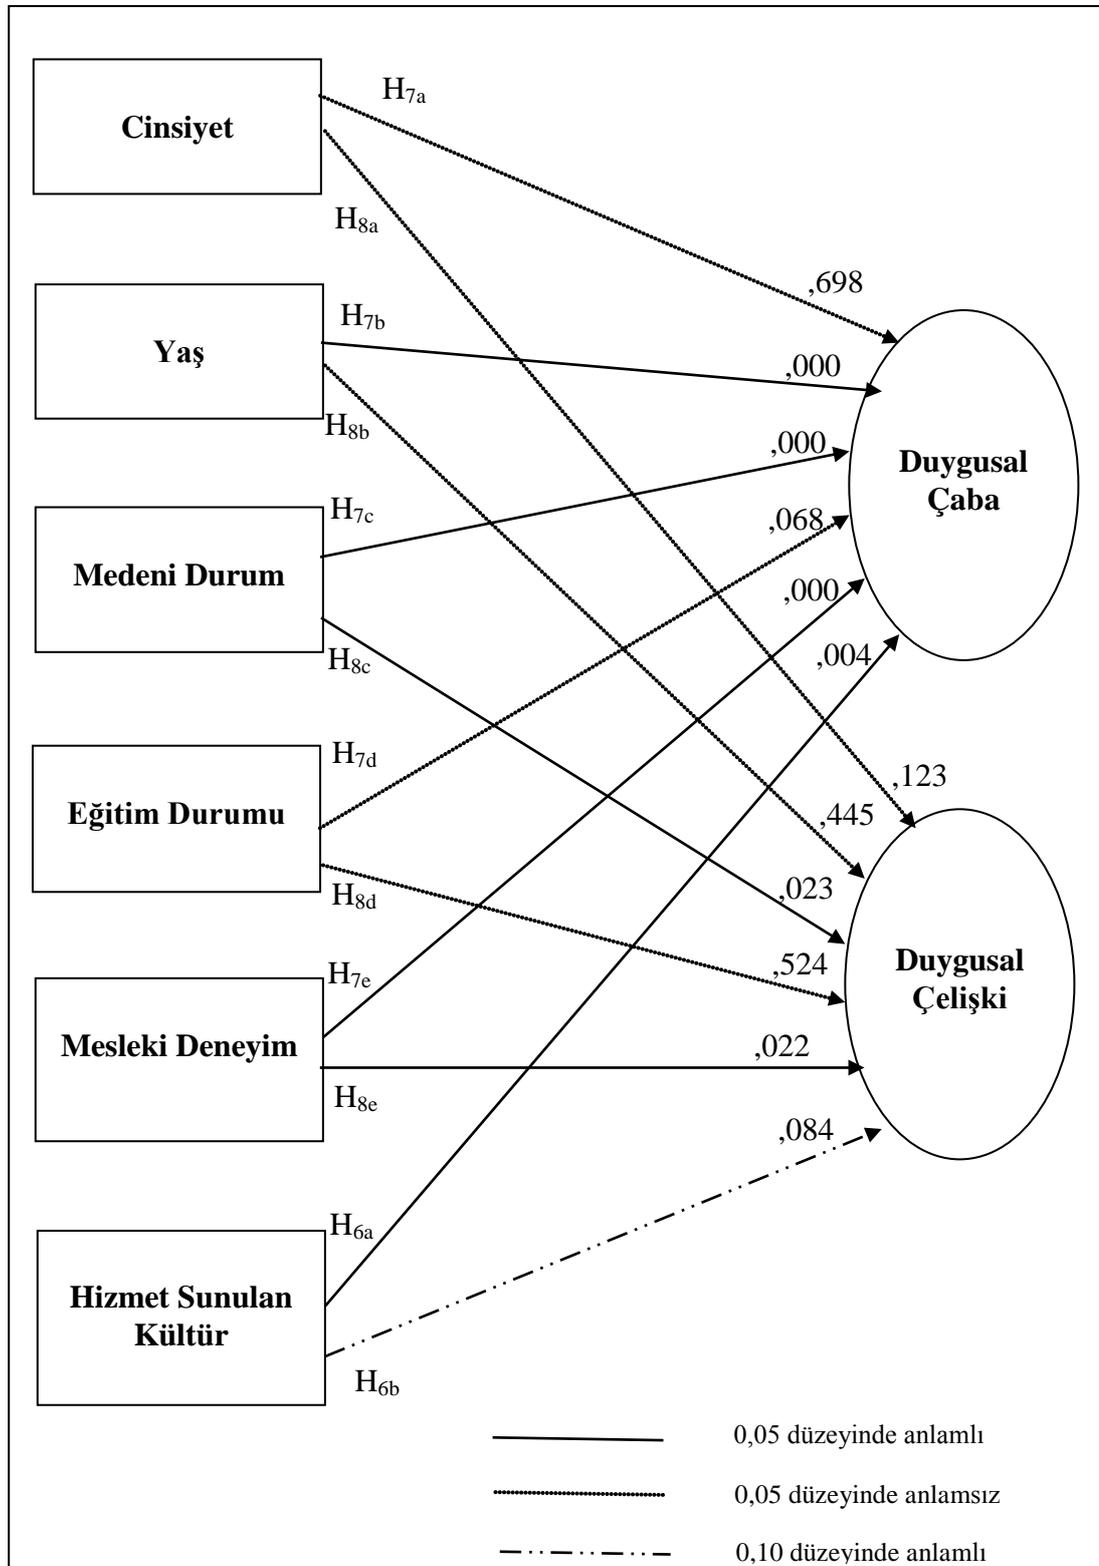 Cinsiyet
H7a
H8a
,698
Yaş
H7b
H8b
,000
Duygusal
Çaba
,000
Medeni Durum
H7c
H8c
,068
,000
,004
Eğitim Durumu
H7d
H8d
,123
,445
,023
,524
Duygusal
Çelişki
Mesleki Deneyim
H7e
H8e
,022
,084
Hizmet Sunulan
Kültür
H6a
H6b
0,05 düzeyinde anlamlı
0,05 düzeyinde anlamsız
0,10 düzeyinde anlamlı